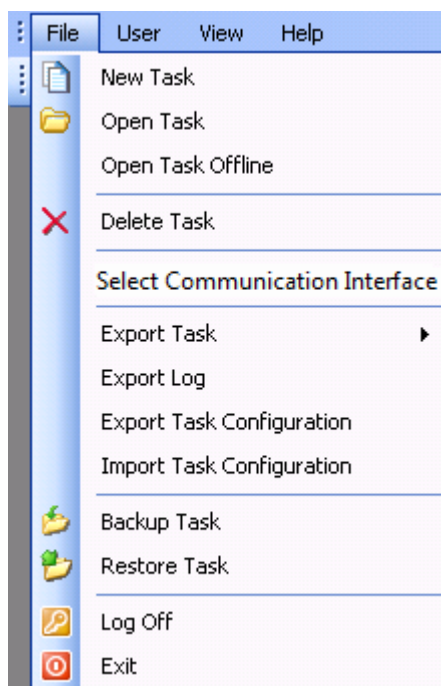 File User View Help
New Task
Open Task
Open Task Offline
Delete Task
Select Communication Interface
Export Task
Export Log
Export Task Configuration
Import Task Configuration
Backup Task
Restore Task
Log Off
Exit